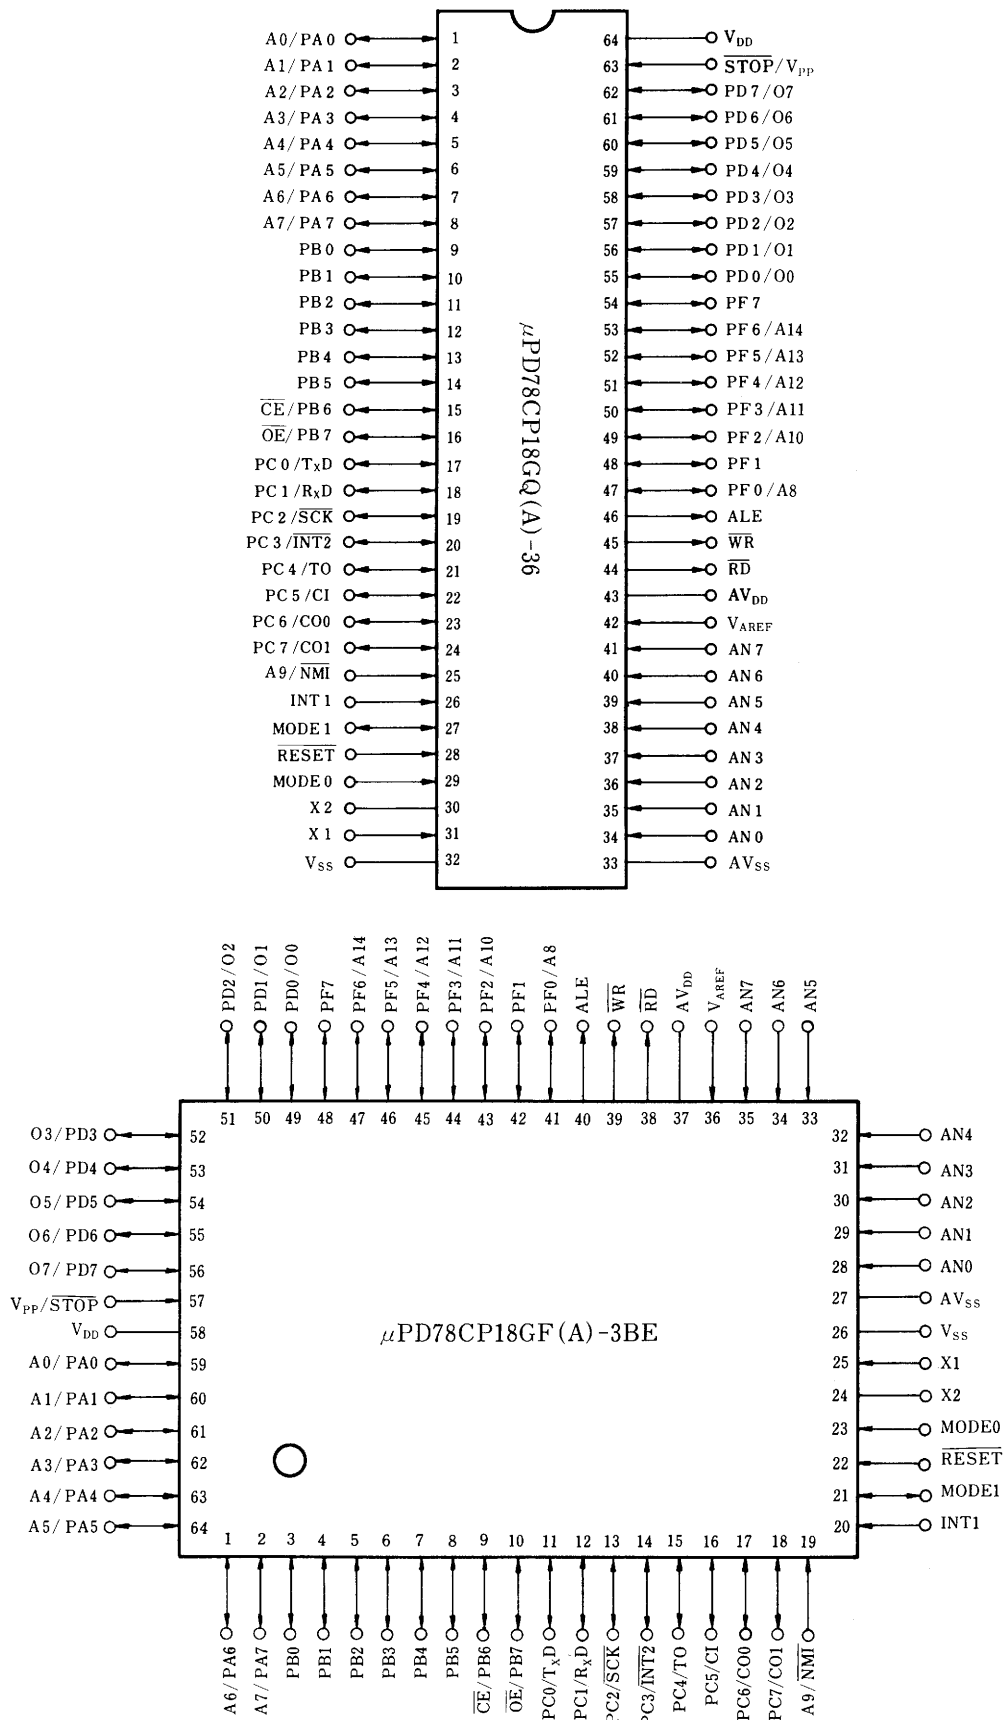 A0/PA0 1 64 VDD
A1/PA1 2 63 STOP/VPP
A2/PA2 3 62 PD7/O7
A3/PA3 4 61 PD6/O6
A4/PA4 5 60 PD5/O5
A5/PA5 6 59 PD4/O4
A6/PA6 7 58 PD3/O3
A7/PA7 8 57 PD2/O2
PB0 9 56 PD1/O1
PB1 10 55 PD0/O0
PB2 11 54 PF7
PB3 12 53 PF6/A14
PB4 13 52 PF5/A13
PB5 14 51 PF4/A12
CE/PB6 15 50 PF3/A11
OE/PB7 16 49 PF2/A10
PC0/TxD 17 48 PF1
PC1/RxD 18 47 PF0/A8
PC2/SCK 19 46 ALE
PC3/INT2 20 45 WR
PC4/TO 21 44 RD
PC5/CI 22 43 AVDD
PC6/CO0 23 42 VAREF
PC7/CO1 24 41 AN7
A9/NMI 25 40 AN6
INT1 26 39 AN5
MODE1 27 38 AN4
RESET 28 37 AN3
MODE0 29 36 AN2
X2 30 35 AN1
X1 31 34 AN0
VSS 32 33 AVSS
μPD78CP18GQ(A)-36
PD2/O2 PD1/O1 PD0/O0 PF7 PF6/A14 PF5/A13 PF4/A12 PF3/A11 PF2/A10 PF1 PF0/A8 ALE WR RD AVDD VAREF AN7 AN6 AN5
51 50 49 48 47 46 45 44 43 42 41 40 39 38 37 36 35 34 33
O3/PD3 52 32 AN4
O4/PD4 53 31 AN3
O5/PD5 54 30 AN2
O6/PD6 55 29 AN1
O7/PD7 56 28 AN0
VPP/STOP 57 27 AVSS
VDD 58 26 VSS
μPD78CP18GF(A)-3BE
A0/PA0 59 25 X1
A1/PA1 60 24 X2
A2/PA2 61 23 MODE0
A3/PA3 62 22 RESET
A4/PA4 63 21 MODE1
A5/PA5 64 20 INT1
1 2 3 4 5 6 7 8 9 10 11 12 13 14 15 16 17 18 19
A6/PA6 A7/PA7 PB0 PB1 PB2 PB3 PB4 PB5 CE/PB6 OE/PB7 PC0/TxD PC1/RxD PC2/SCK PC3/INT2 PC4/TO PC5/CI PC6/CO0 PC7/CO1 A9/NMI